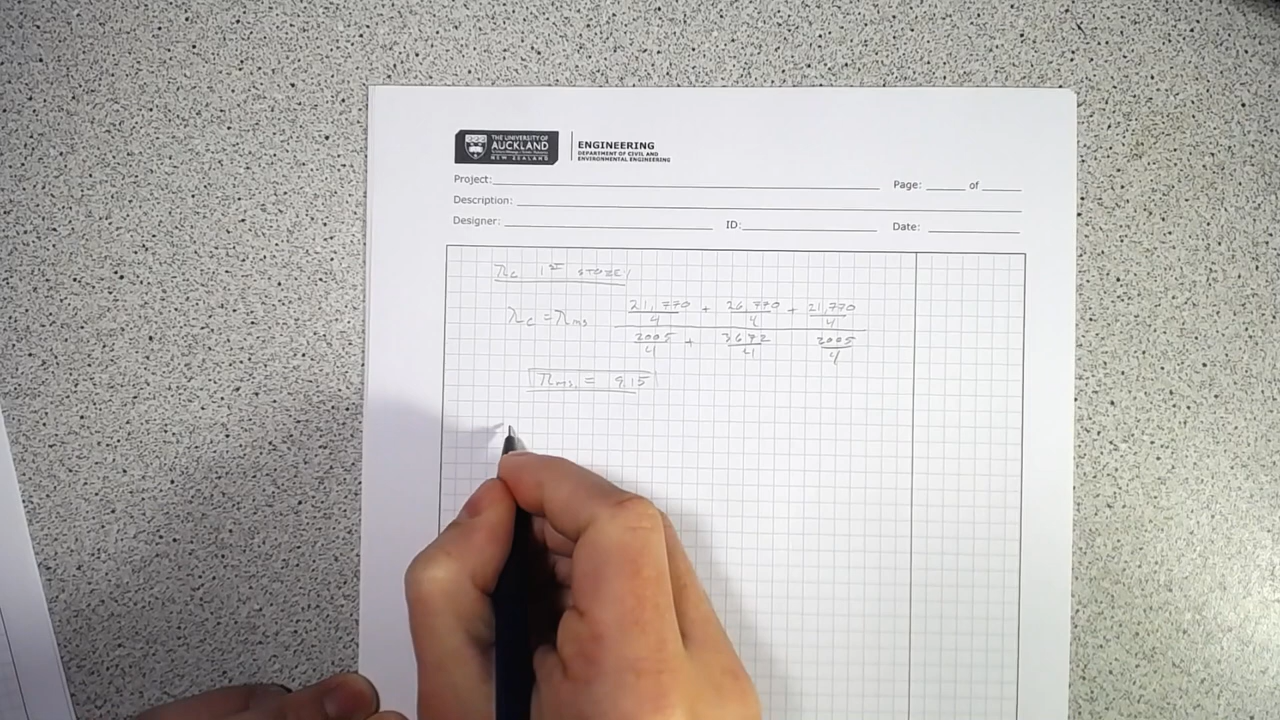 THE UNIVERSITY OF
AUCKLAND
NEW ZEALAND
ENGINEERING
DEPARTMENT OF CIVIL AND
ENVIRONMENTAL ENGINEERING
Project:
Page: of
Description:
Designer: ID: Date:
λc 1ST STOREY
λc = λms 21,770/4 + 26,770/4 + 21,770/4
2005/4 + 3672/4 2005/4
λms. = 9.15